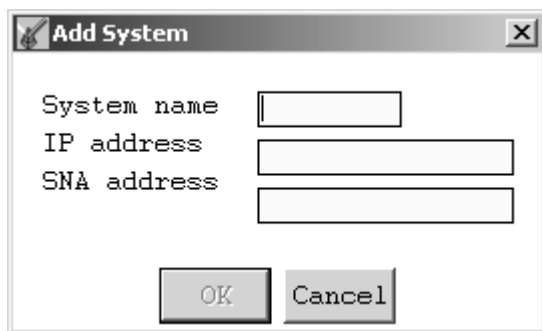 Add System
System name
IP address
SNA address
OK
Cancel